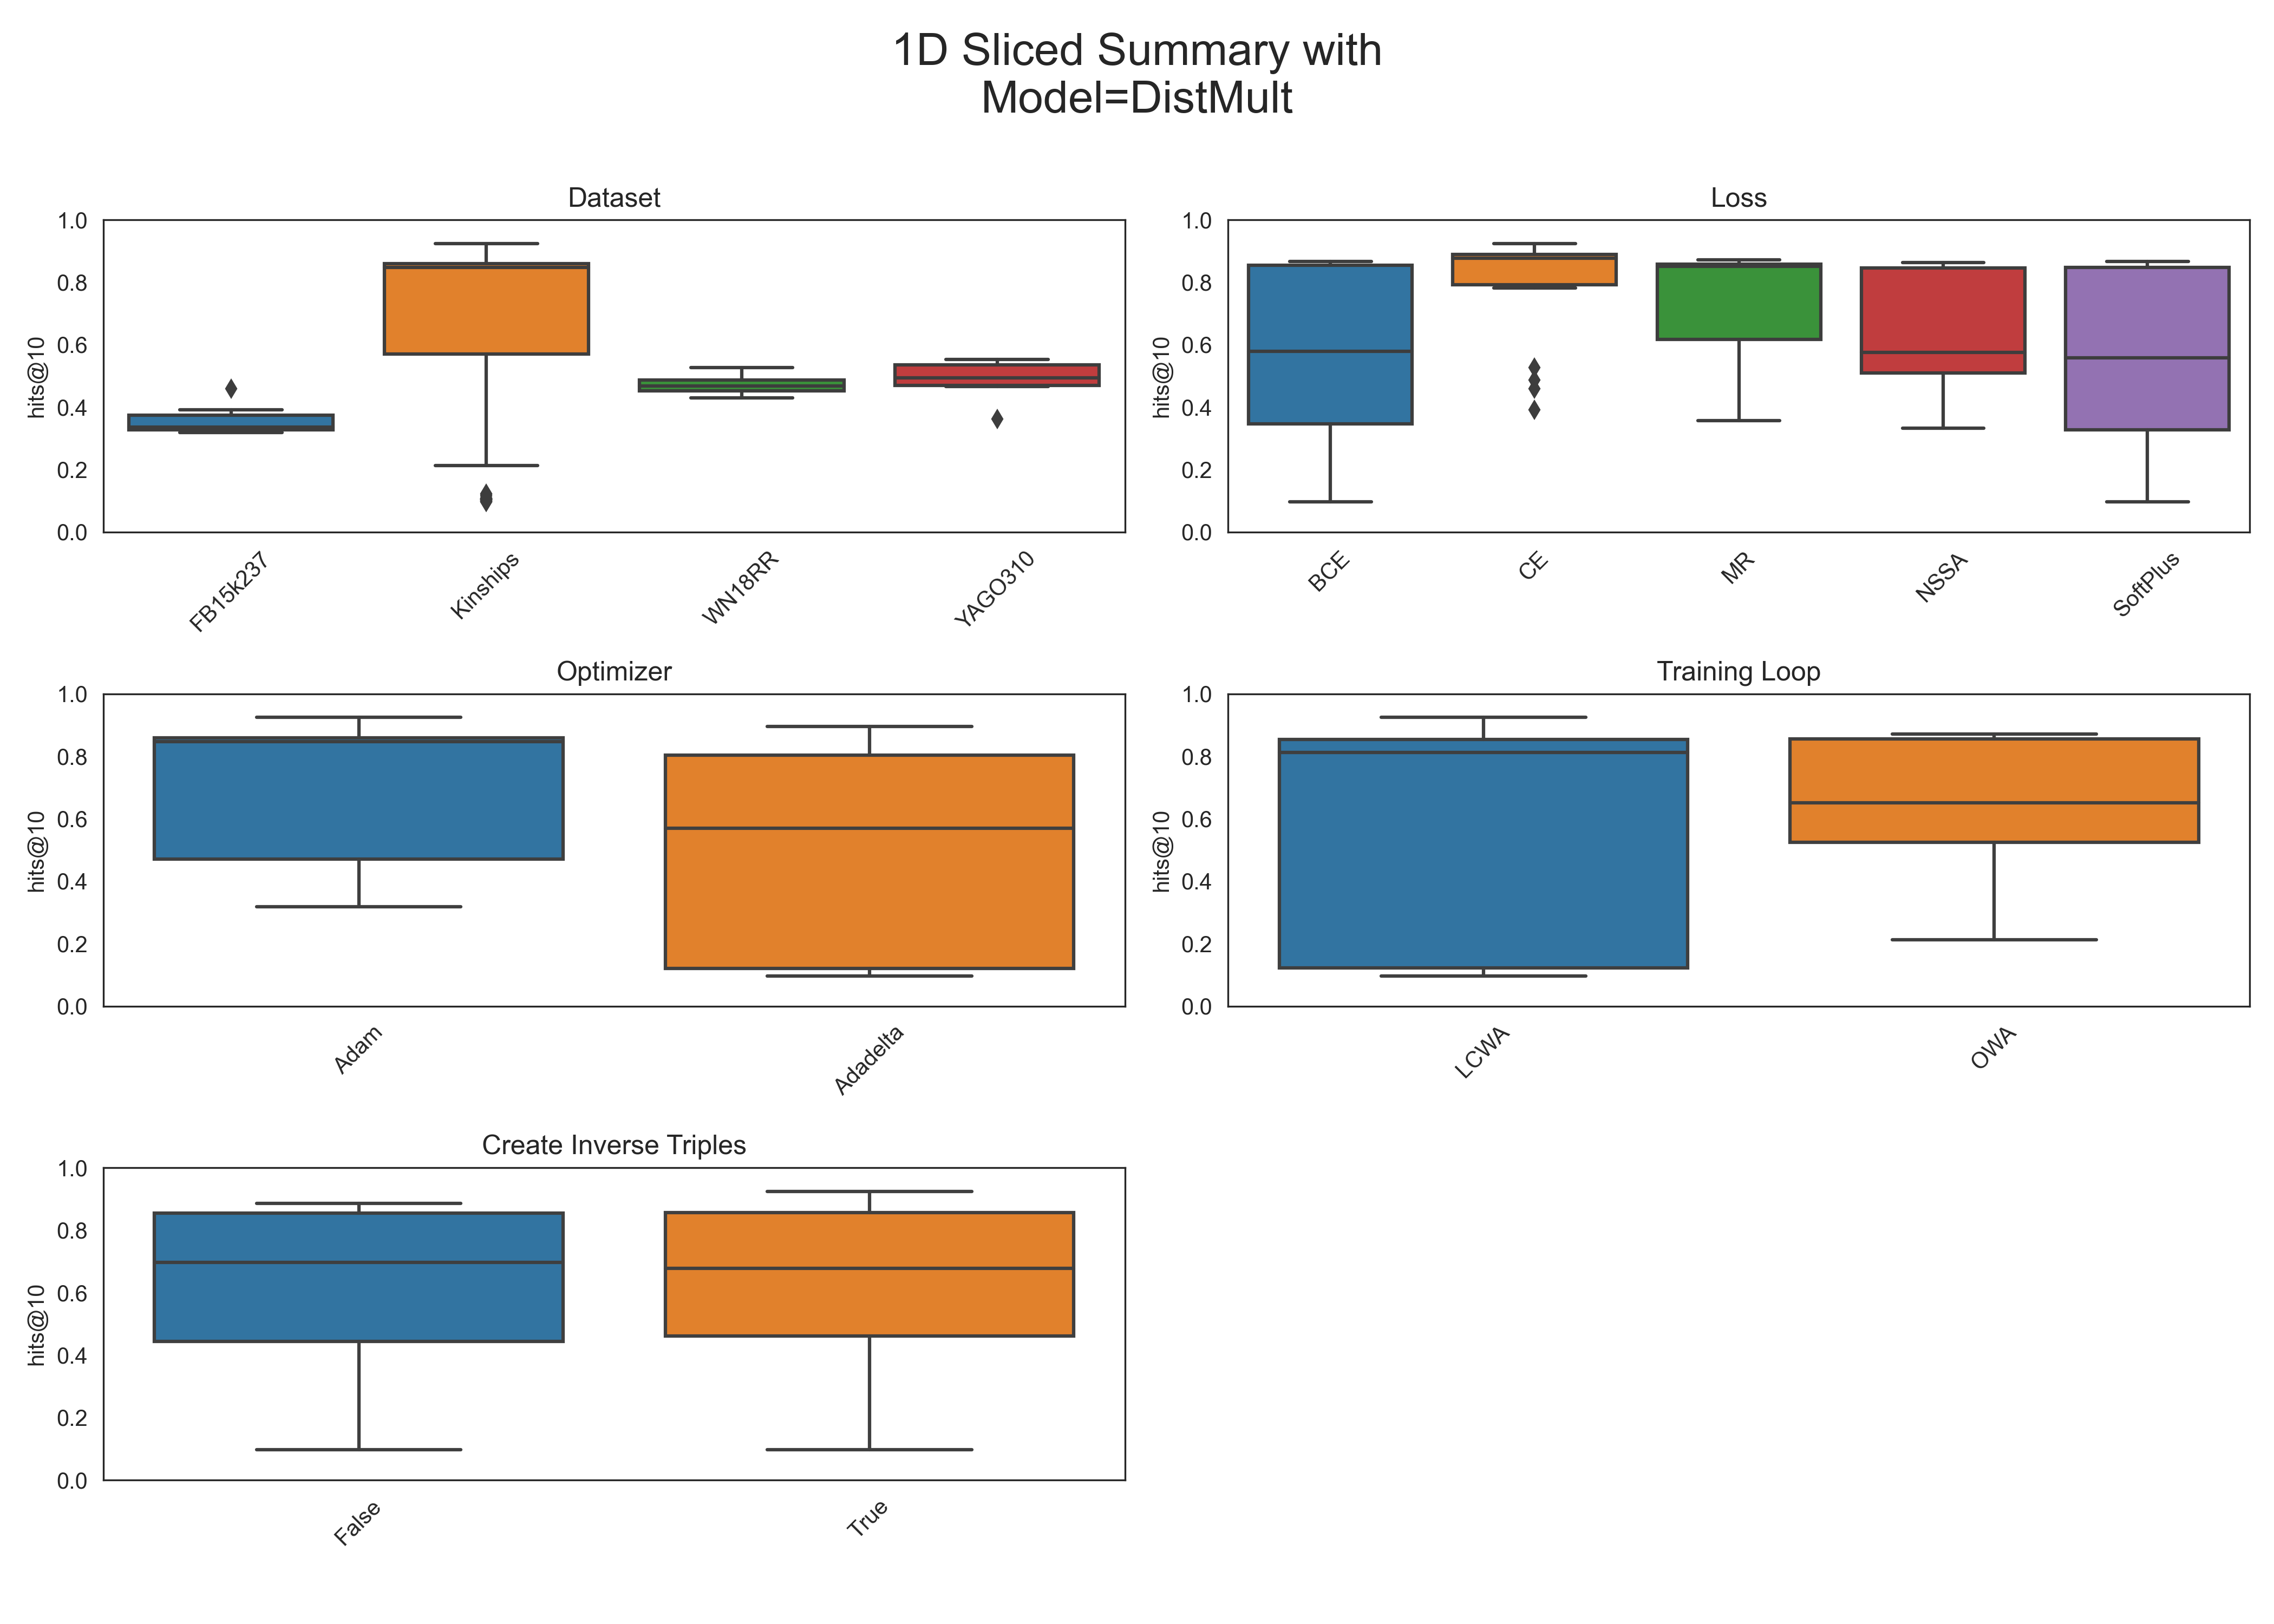 1D Sliced Summary with
Model=DistMult
Dataset
hits@10
1.0
0.8
0.6
0.4
0.2
0.0
FB15k237
Kinships
WN18RR
YAGO310
Loss
hits@10
1.0
0.8
0.6
0.4
0.2
0.0
BCE
CE
MR
NSSA
SoftPlus
Optimizer
hits@10
1.0
0.8
0.6
0.4
0.2
0.0
Adam
Adadelta
Training Loop
hits@10
1.0
0.8
0.6
0.4
0.2
0.0
LCWA
OWA
Create Inverse Triples
hits@10
1.0
0.8
0.6
0.4
0.2
0.0
False
True